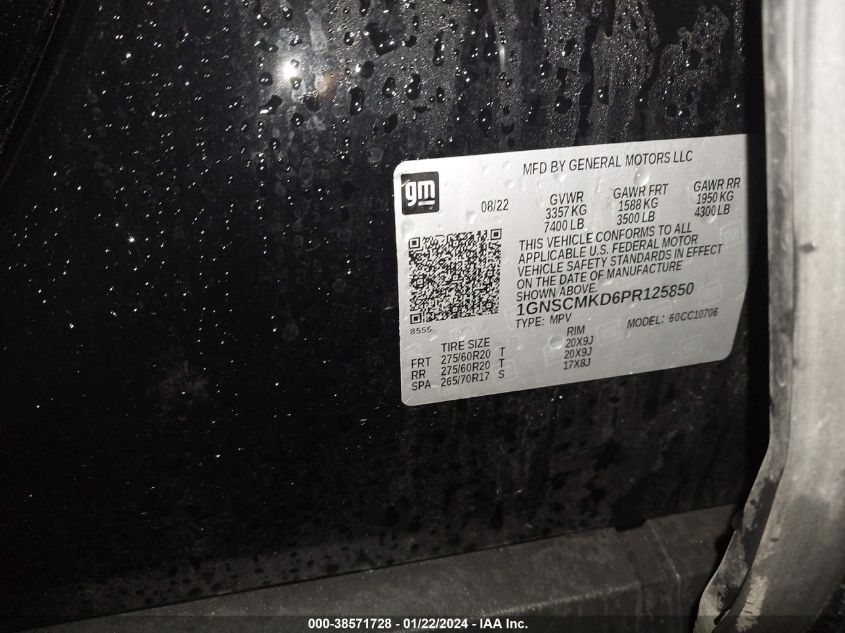 MFD BY GENERAL MOTORS LLC
gm
08/22
GVWR GAWR FRT GAWR RR
3357 KG 1588 KG 1950 KG
7400 LB 3500 LB 4300 LB
THIS VEHICLE CONFORMS TO ALL
APPLICABLE U.S. FEDERAL MOTOR
VEHICLE SAFETY STANDARDS IN EFFECT
ON THE DATE OF MANUFACTURE
SHOWN ABOVE.
1GNSCMKD6PR125850
TYPE: MPV MODEL: 60CC10706
8555
TIRE SIZE RIM
FRT 275/60R20 T 20X9J
RR 275/60R20 T 20X9J
SPA 265/70R17 S 17X8J
000-38571728 - 01/22/2024 - IAA Inc.